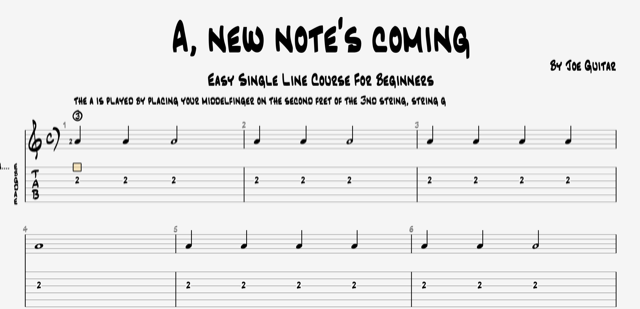 A, NEW NOTE'S COMING
BY JOE GUITAR
EASY SINGLE LINE COURSE FOR BEGINNERS
THE A IS PLAYED BY PLACING YOUR MIDDELFINGER ON THE SECOND FRET OF THE 3ND STRING, STRING G
3
1 2 3
2
T
A
B
2 2 2 2 2 2 2 2 2 2
4 5 6
2 2 2 2 2 2 2 2